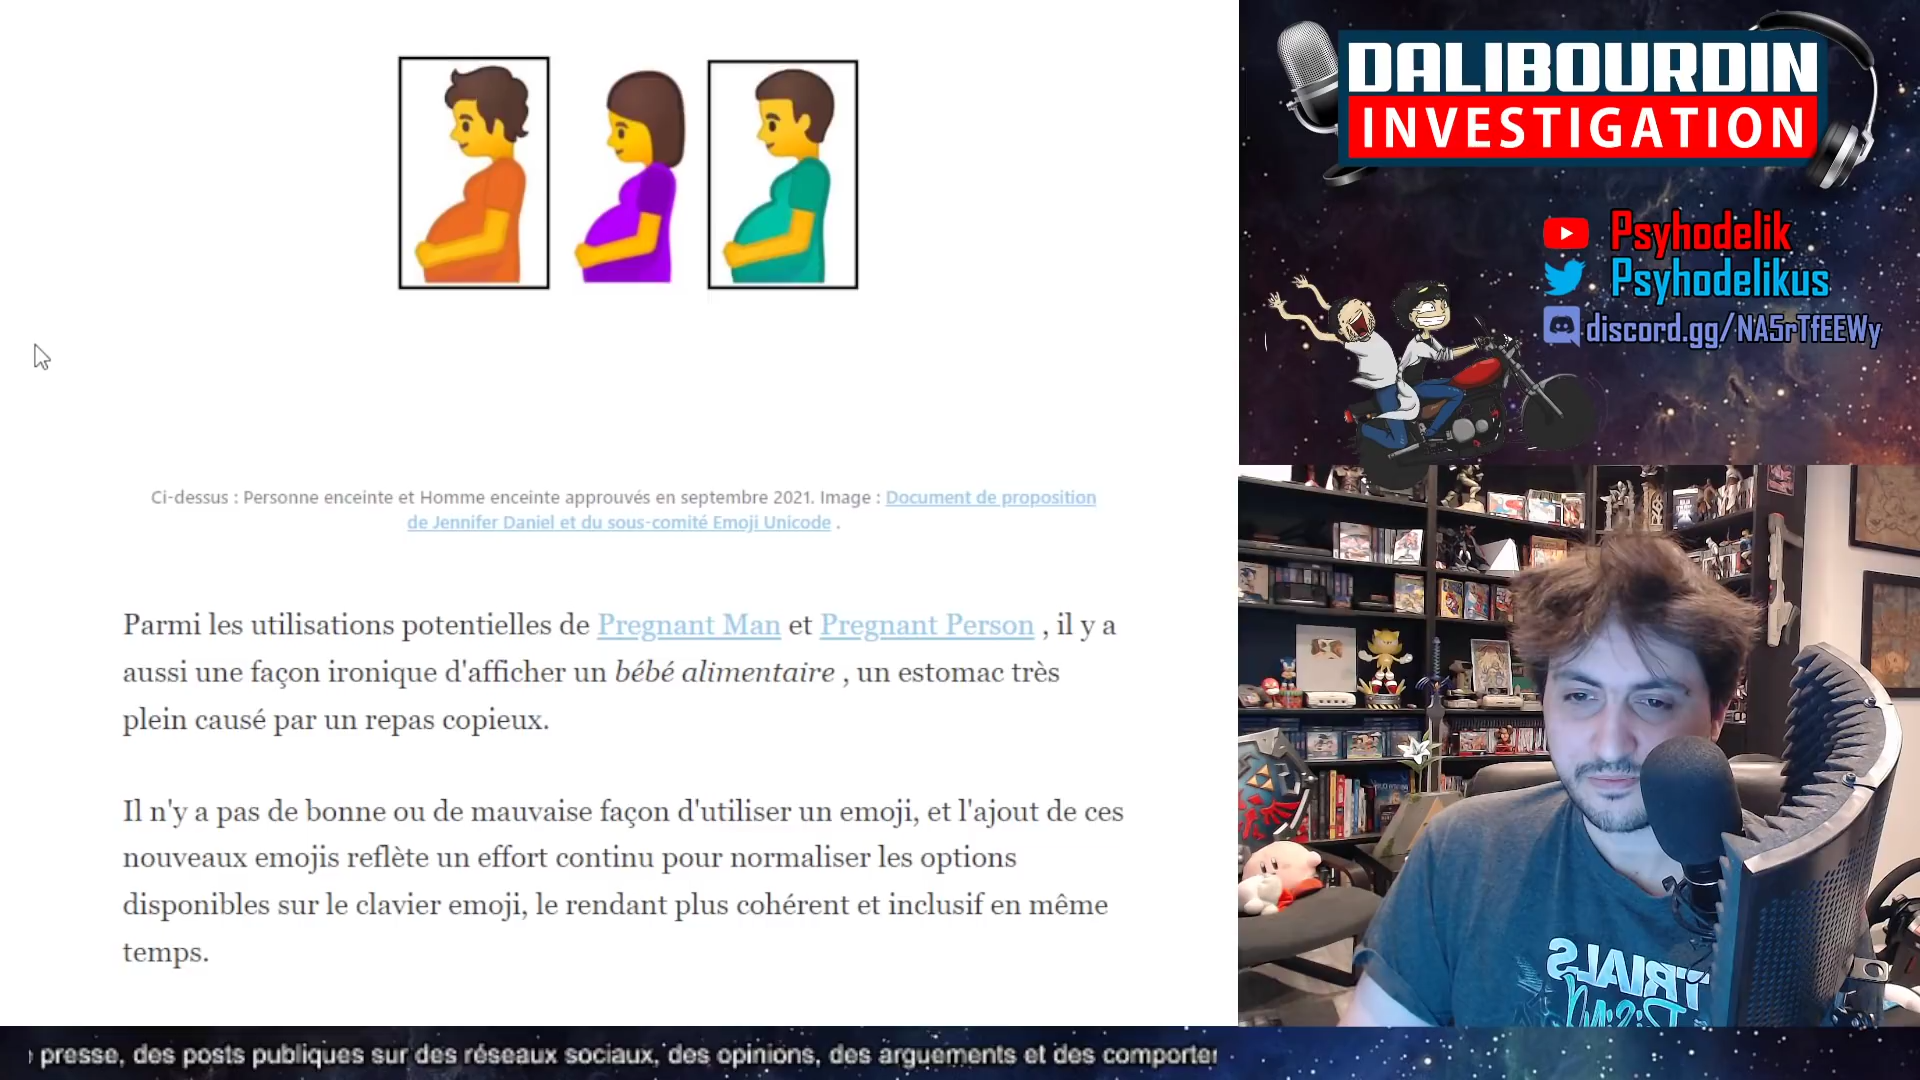 Ci-dessus : Personne enceinte et Homme enceinte approuvés en septembre 2021. Image : Document de proposition
de Jennifer Daniel et du sous-comité Emoji Unicode .
Parmi les utilisations potentielles de Pregnant Man et Pregnant Person , il y a
aussi une façon ironique d'afficher un bébé alimentaire , un estomac très
plein causé par un repas copieux.
Il n'y a pas de bonne ou de mauvaise façon d'utiliser un emoji, et l'ajout de ces
nouveaux emojis reflète un effort continu pour normaliser les options
disponibles sur le clavier emoji, le rendant plus cohérent et inclusif en même
temps.
DALIBOURDIN
INVESTIGATION
Psyhodelik
Psyhodelikus
discord.gg/NA5rTfEEWy
TRIALS
presse, des posts publiques sur des réseaux sociaux, des opinions, des arguements et des comporte